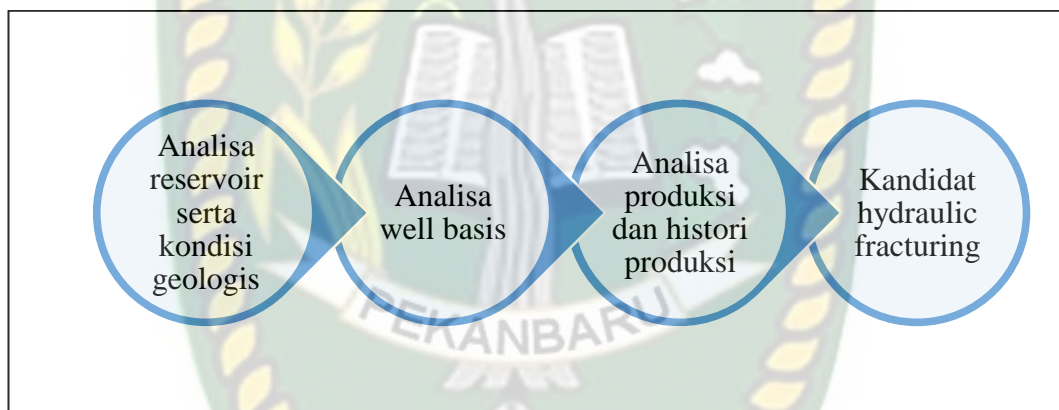 Analisa
reservoir
serta
kondisi
geologis
Analisa
well basis
Analisa
produksi
dan histori
produksi
Kandidat
hydraulic
fracturing
PEKANBARU